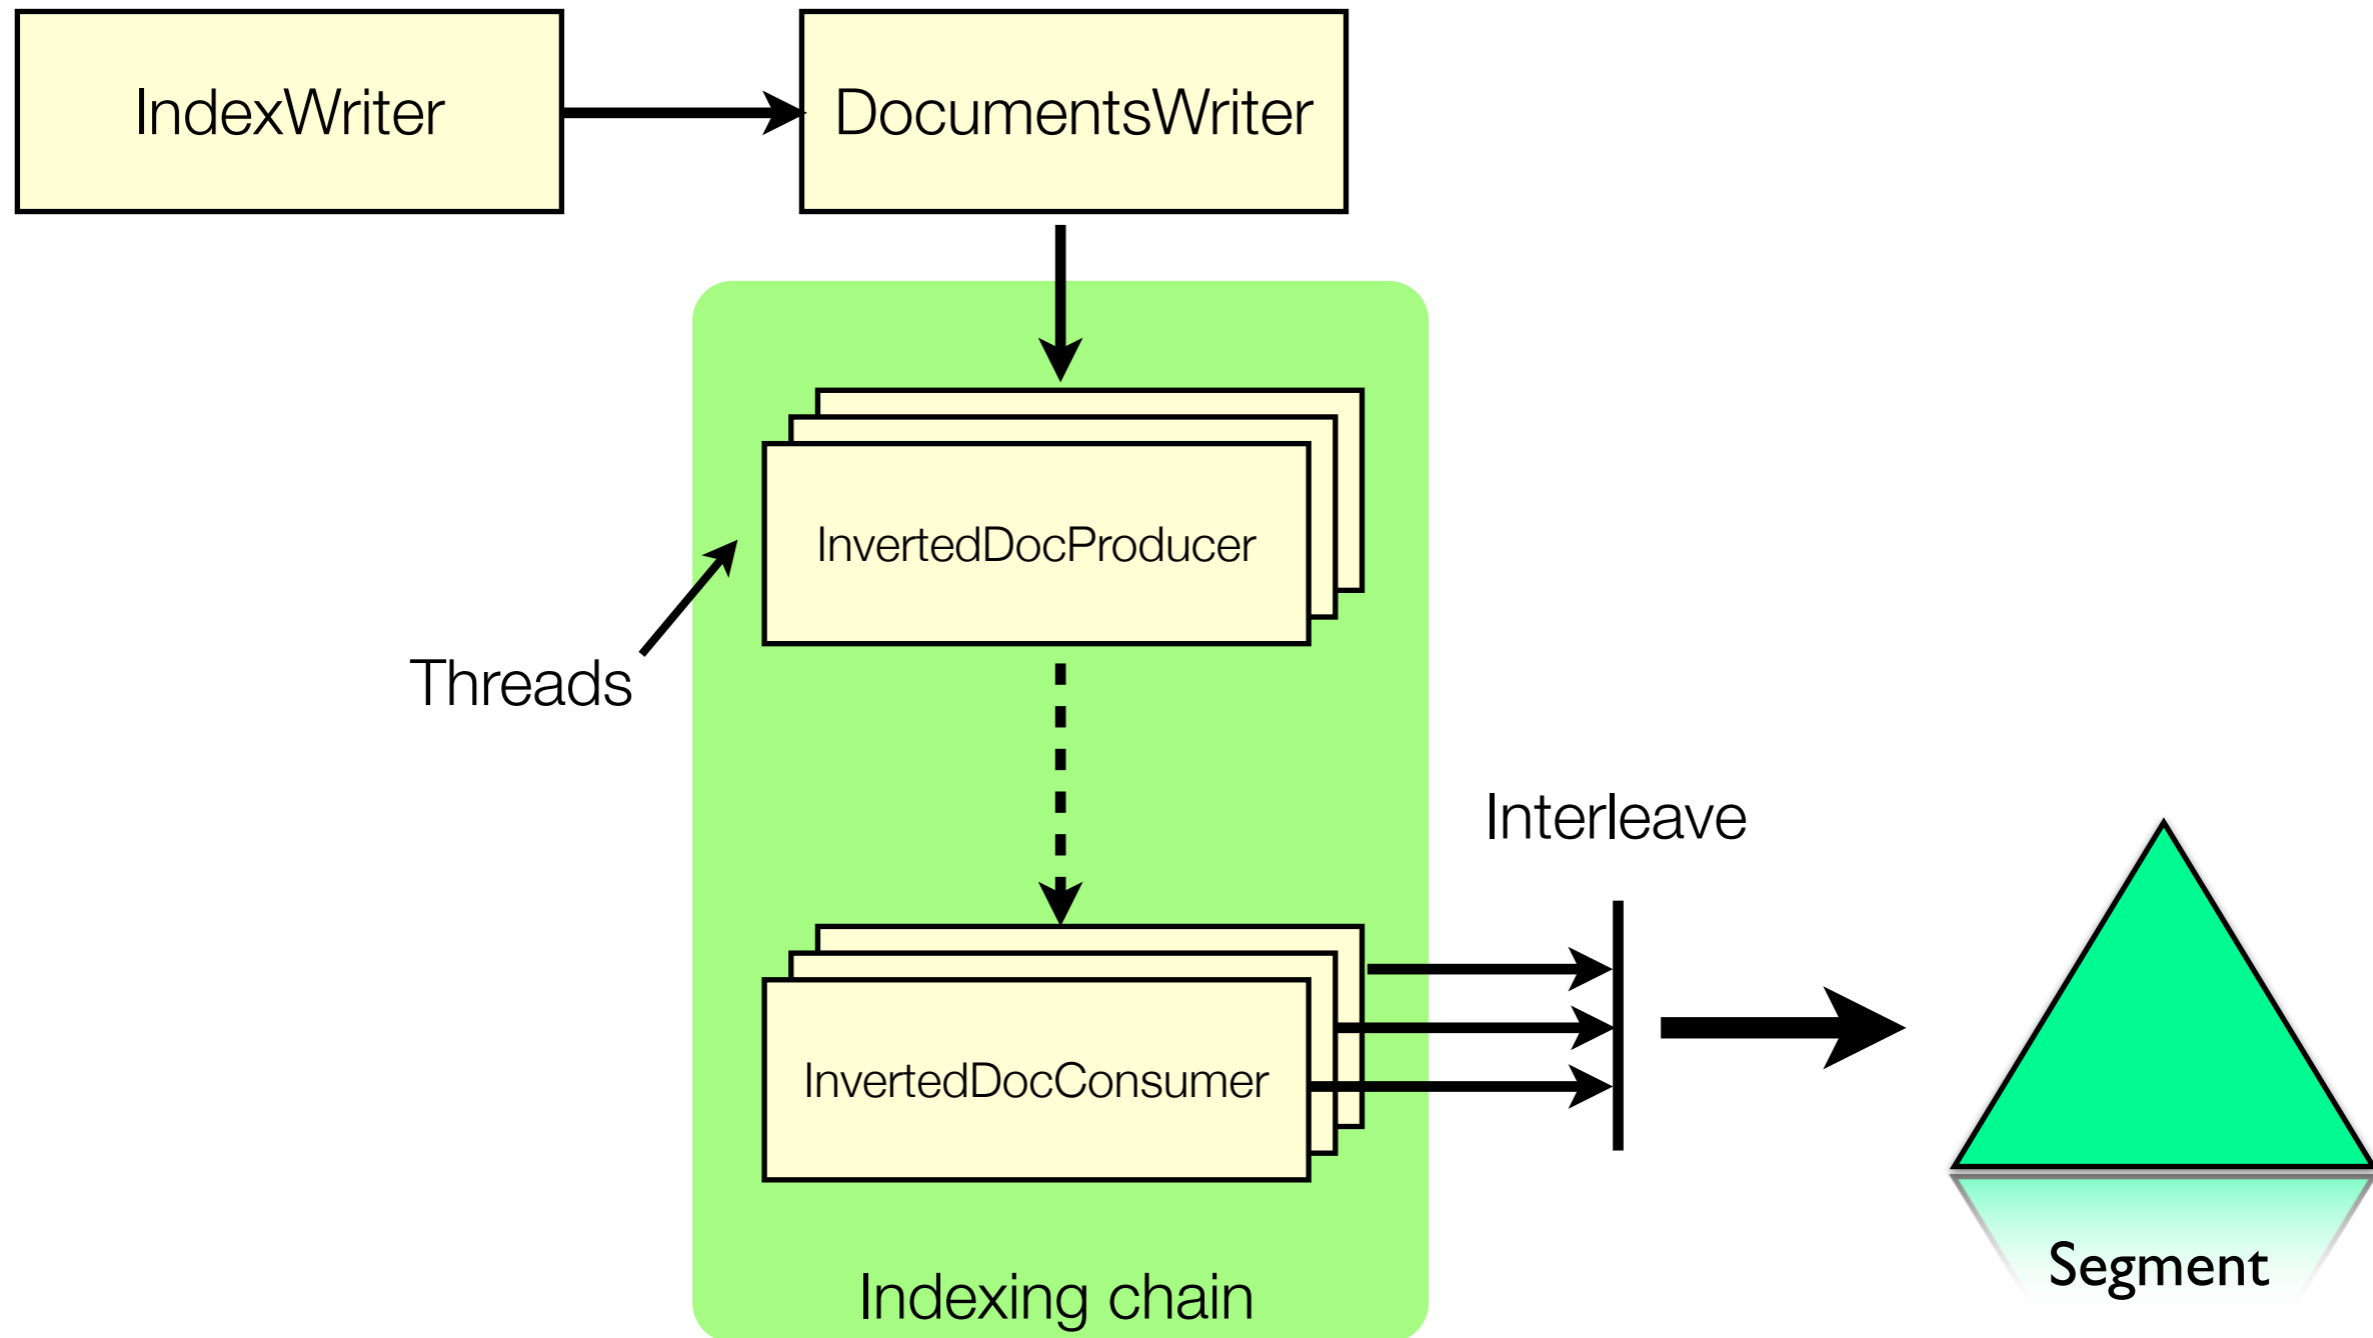 IndexWriter
DocumentsWriter
InvertedDocProducer
Threads
Interleave
InvertedDocConsumer
Segment
Indexing chain